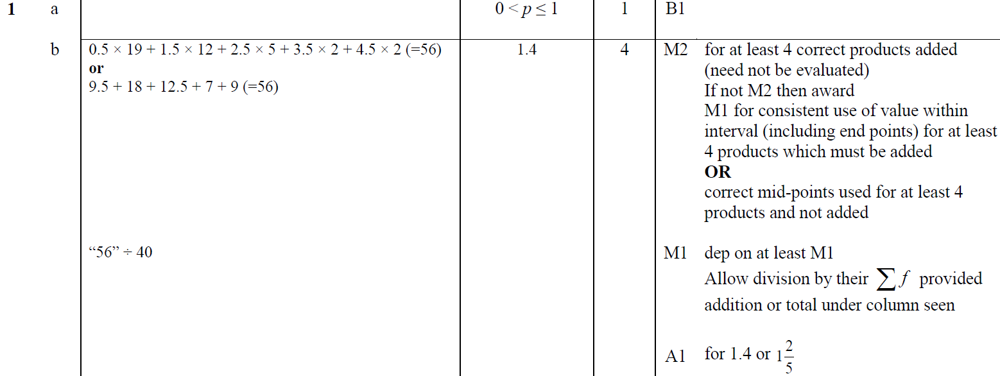 1 a 0 < p ≤ 1 1 B1
b 0.5 × 19 + 1.5 × 12 + 2.5 × 5 + 3.5 × 2 + 4.5 × 2 (=56) 1.4 4 M2 for at least 4 correct products added
or (need not be evaluated)
9.5 + 18 + 12.5 + 7 + 9 (=56) If not M2 then award
M1 for consistent use of value within
interval (including end points) for at least
4 products which must be added
OR
correct mid-points used for at least 4
products and not added
“56” ÷ 40 M1 dep on at least M1
Allow division by their ∑f provided
addition or total under column seen
A1 for 1.4 or 1 2/5